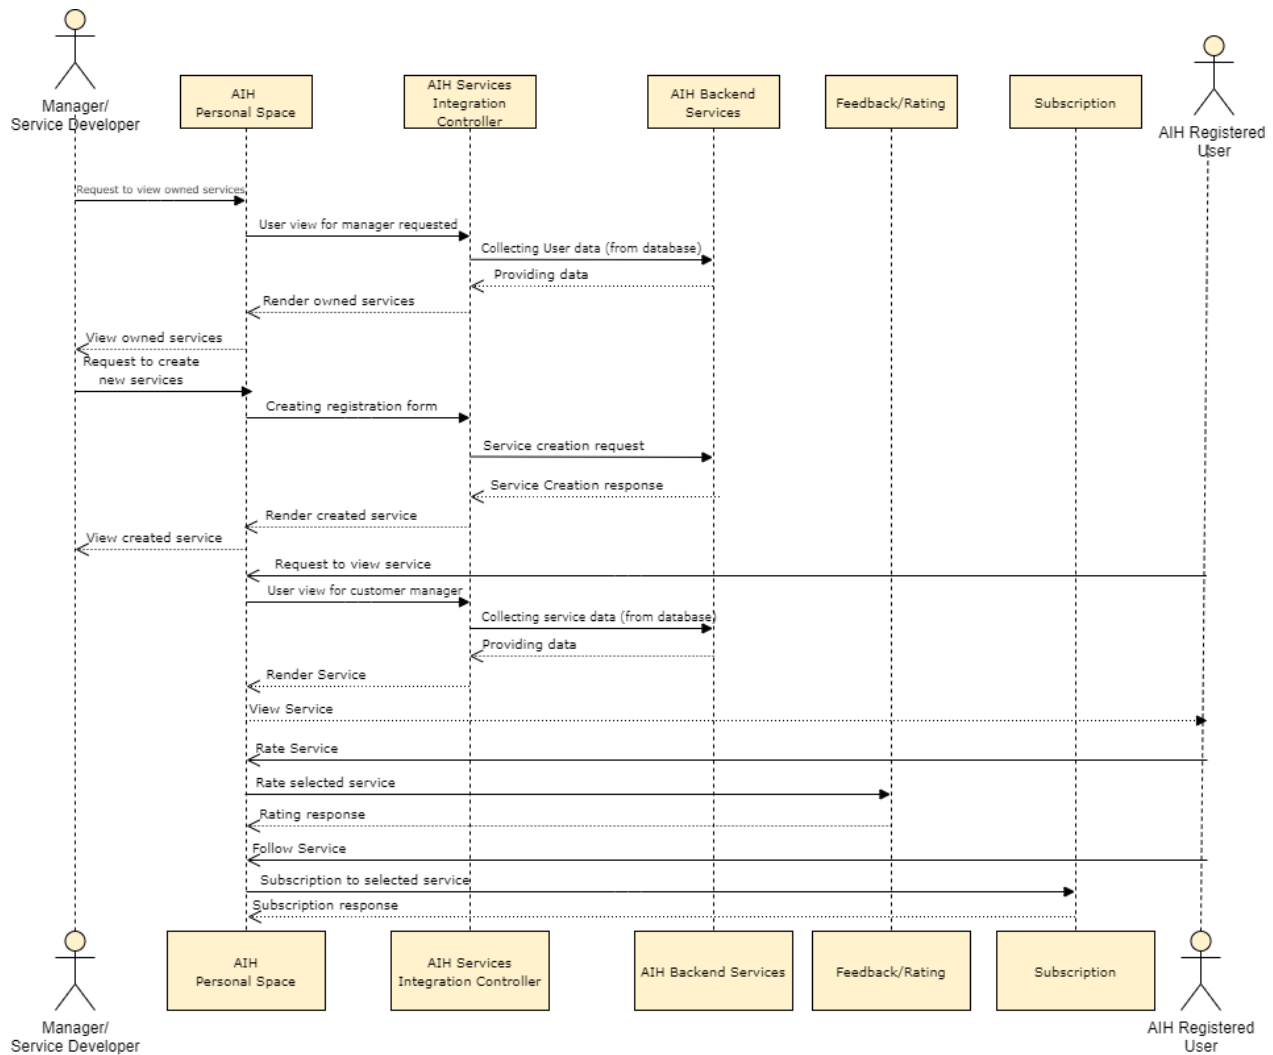 Manager/
Service Developer
AIH
Personal Space
AIH Services
Integration
Controller
AIH Backend
Services
Feedback/Rating
Subscription
AIH Registered
User
Request to view owned services
User view for manager requested
Collecting User data (from database)
Providing data
Render owned services
View owned services
Request to create
new services
Creating registration form
Service creation request
Service Creation response
Render created service
View created service
Request to view service
User view for customer manager
Collecting service data (from database)
Providing data
Render Service
View Service
Rate Service
Rate selected service
Rating response
Follow Service
Subscription to selected service
Subscription response
Manager/
Service Developer
AIH
Personal Space
AIH Services
Integration Controller
AIH Backend Services
Feedback/Rating
Subscription
AIH Registered
User